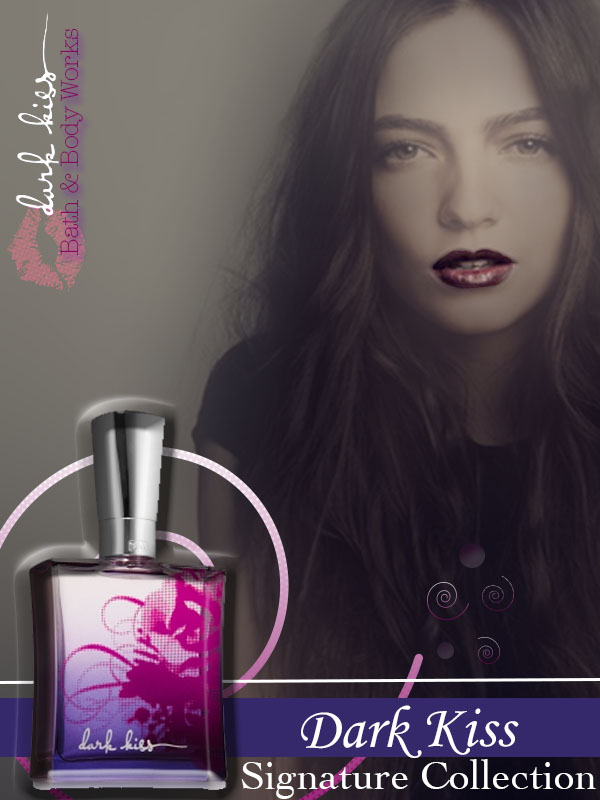 dark kiss
Bath & Body Works
dark kiss
Dark Kiss
Signature Collection